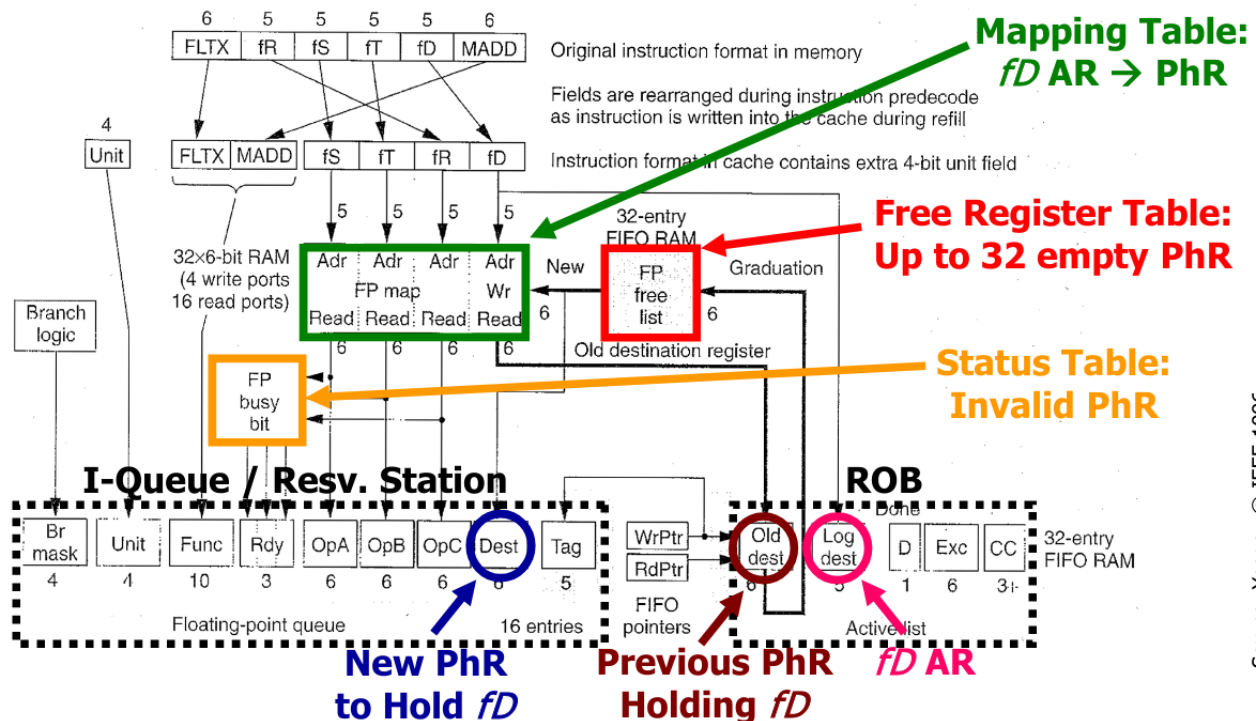 6 5 5 5 5 6
FLTX fR fS fT fD MADD
Original instruction format in memory
Mapping Table:
fD AR → PhR
Fields are rearranged during instruction predecode
as instruction is written into the cache during refill
4
Unit
FLTX MADD fS fT fR fD
Instruction format in cache contains extra 4-bit unit field
5 5 5 5 5
32-entry
FIFO RAM
Free Register Table:
Up to 32 empty PhR
32×6-bit RAM
(4 write ports
16 read ports)
Adr Adr Adr Adr
FP map Wr
Read Read Read Read
6 6 6 6
New
6
FP
free
list
Graduation
6
Old destination register
Branch
logic
FP
busy
bit
Status Table:
Invalid PhR
I-Queue / Resv. Station
ROB
Done
Br
mask
Unit Func Rdy OpA OpB OpC Dest Tag
4 4 10 3 6 6 6 6 5
WrPtr
RdPtr
FIFO
pointers
Old
dest
Log
dest
D Exc CC
6 5 1 6 3+
32-entry
FIFO RAM
Floating-point queue
16 entries
Active list
New PhR
to Hold fD
Previous PhR
Holding fD
fD AR
IEEE 1996